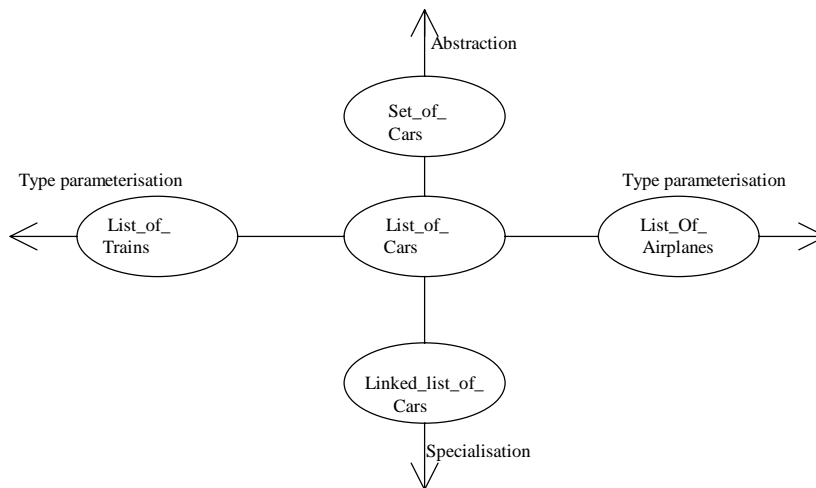 Abstraction
Set_of_
Cars
Type parameterisation
Type parameterisation
List_of_
Trains
List_of_
Cars
List_Of_
Airplanes
Linked_list_of_
Cars
Specialisation